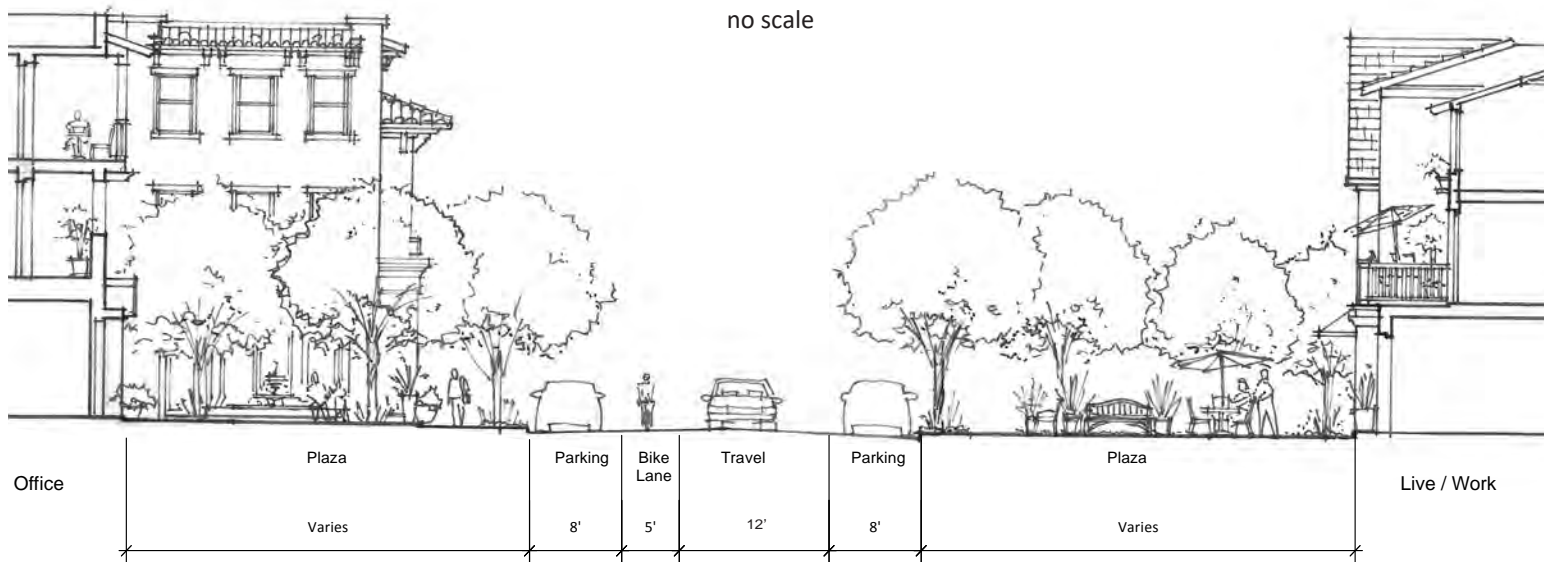 no scale
Plaza
Parking
Bike
Lane
Travel
Parking
Plaza
Office
Live / Work
Varies
8'
5'
12'
8'
Varies